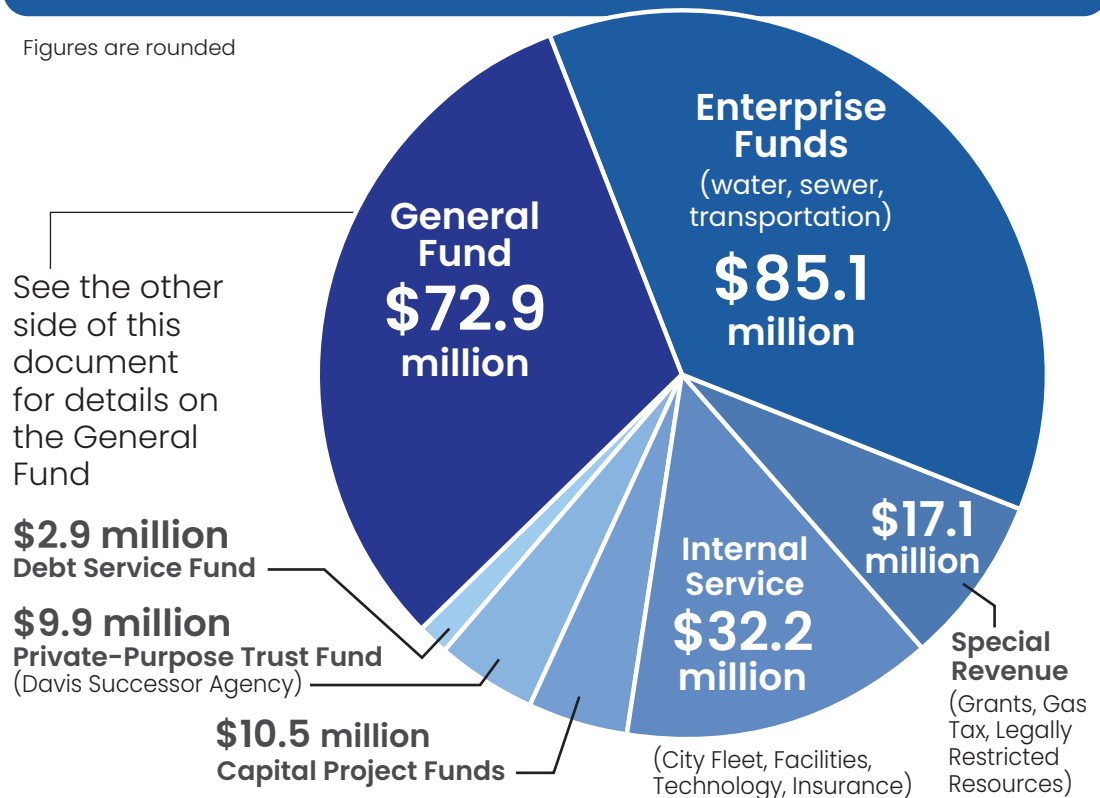 Figures are rounded
Enterprise
Funds
(water, sewer,
transportation)
$85.1
million
General
Fund
$72.9
million
See the other
side of this
document
for details on
the General
Fund
$2.9 million
Debt Service Fund
$9.9 million
Private-Purpose Trust Fund
(Davis Successor Agency)
$10.5 million
Capital Project Funds
Internal
Service
$32.2
million
(City Fleet, Facilities,
Technology, Insurance)
$17.1
million
Special
Revenue
(Grants, Gas
Tax, Legally
Restricted
Resources)